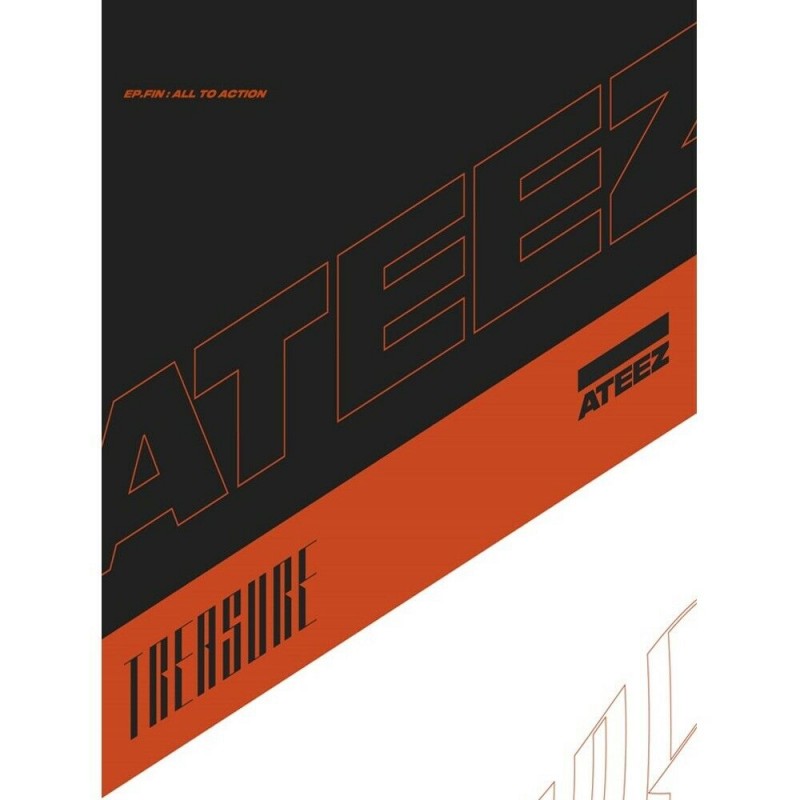 EP.FIN : ALL TO ACTION
ATEEZ
ATEEZ
TREASURE